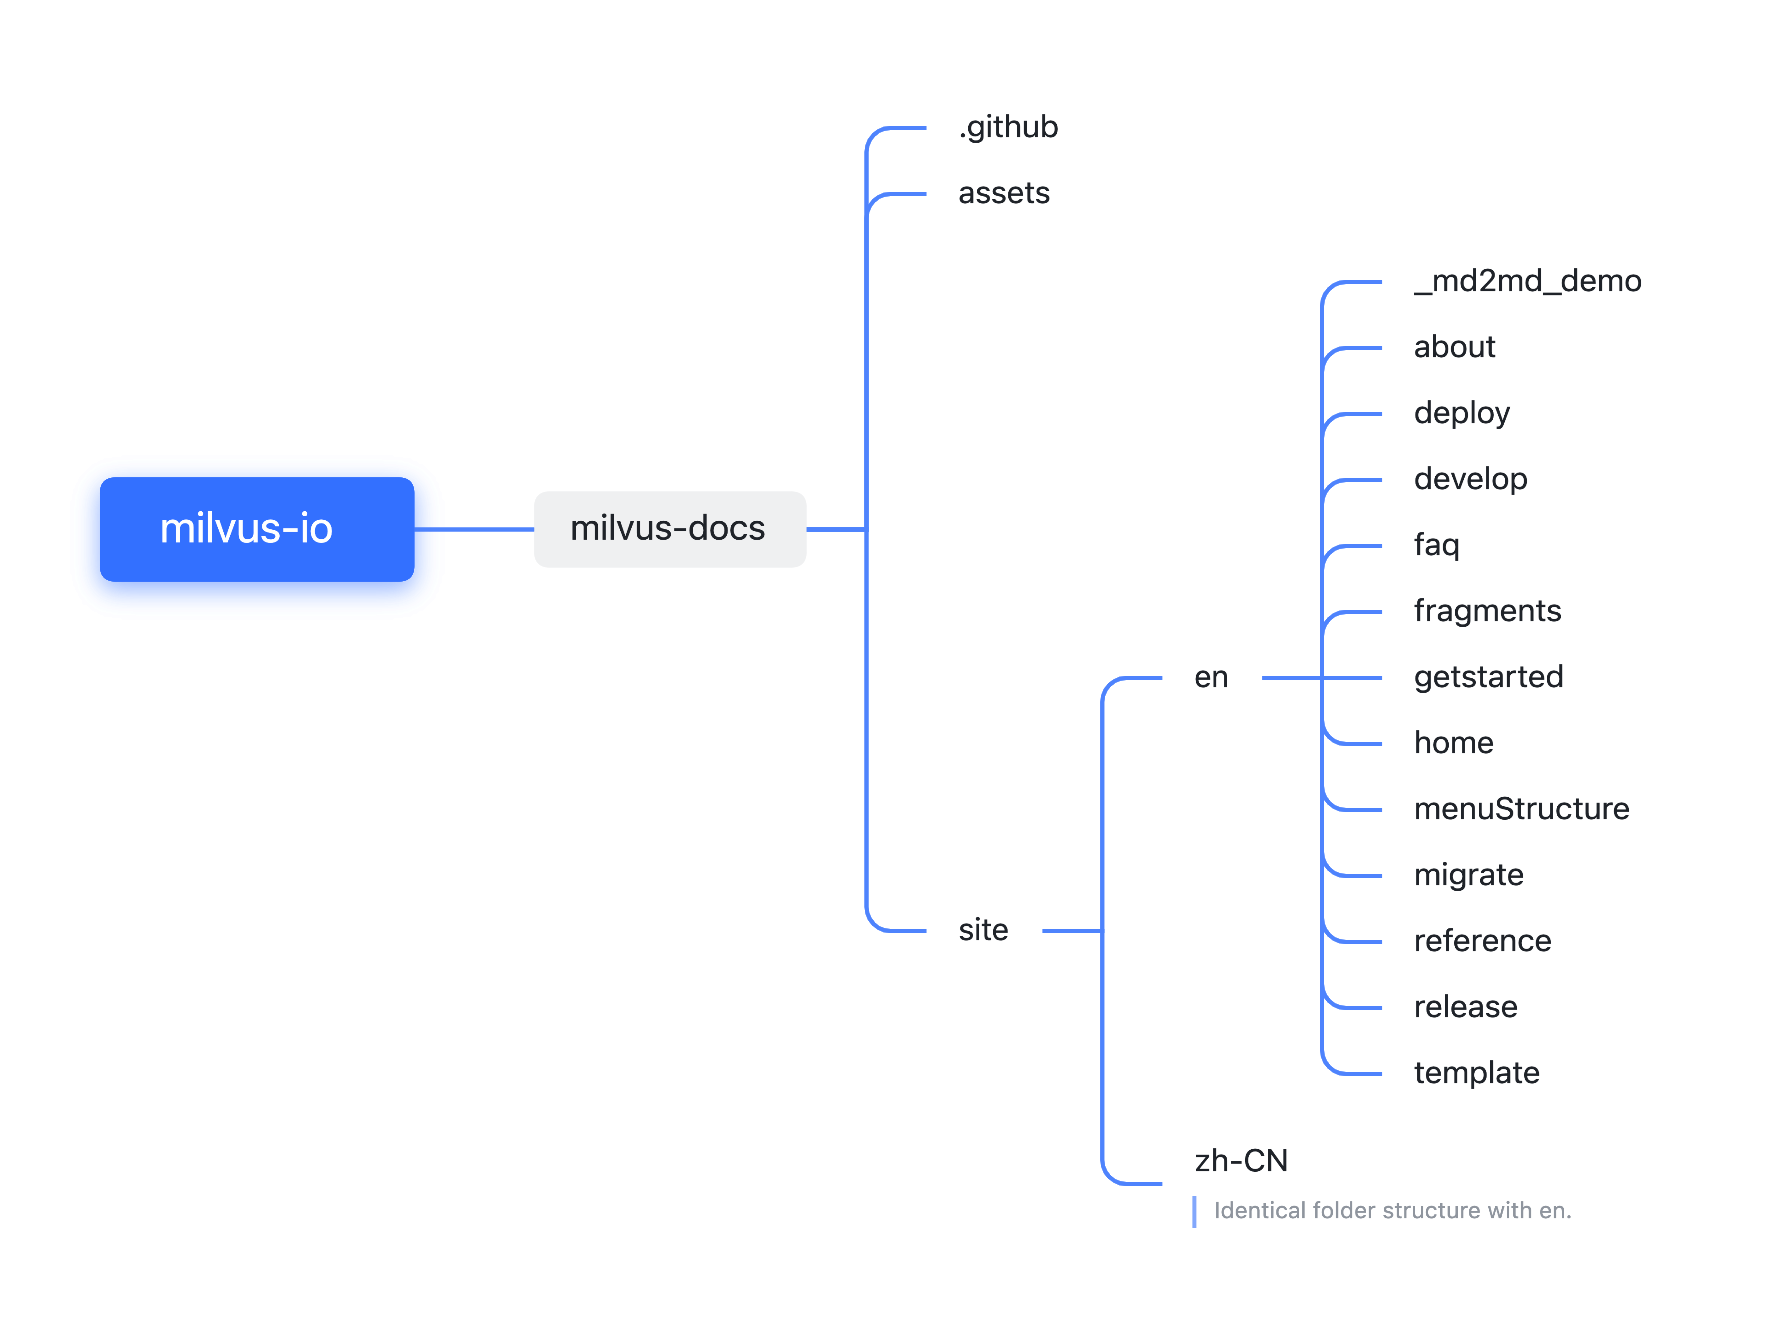 milvus-io
milvus-docs
.github
assets
site
en
_md2md_demo
about
deploy
develop
faq
fragments
getstarted
home
menuStructure
migrate
reference
release
template
zh-CN
Identical folder structure with en.